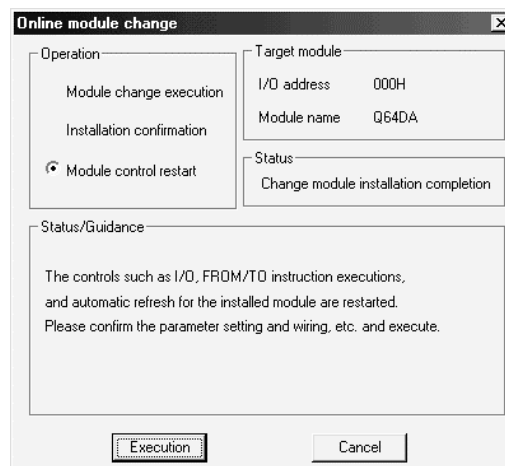 Online module change
Operation
Module change execution
Installation confirmation
Module control restart
Target module
I/O address 000H
Module name Q64DA
Status
Change module installation completion
Status/Guidance
The controls such as I/O, FROM/TO instruction executions,
and automatic refresh for the installed module are restarted.
Please confirm the parameter setting and wiring, etc. and execute.
Execution
Cancel